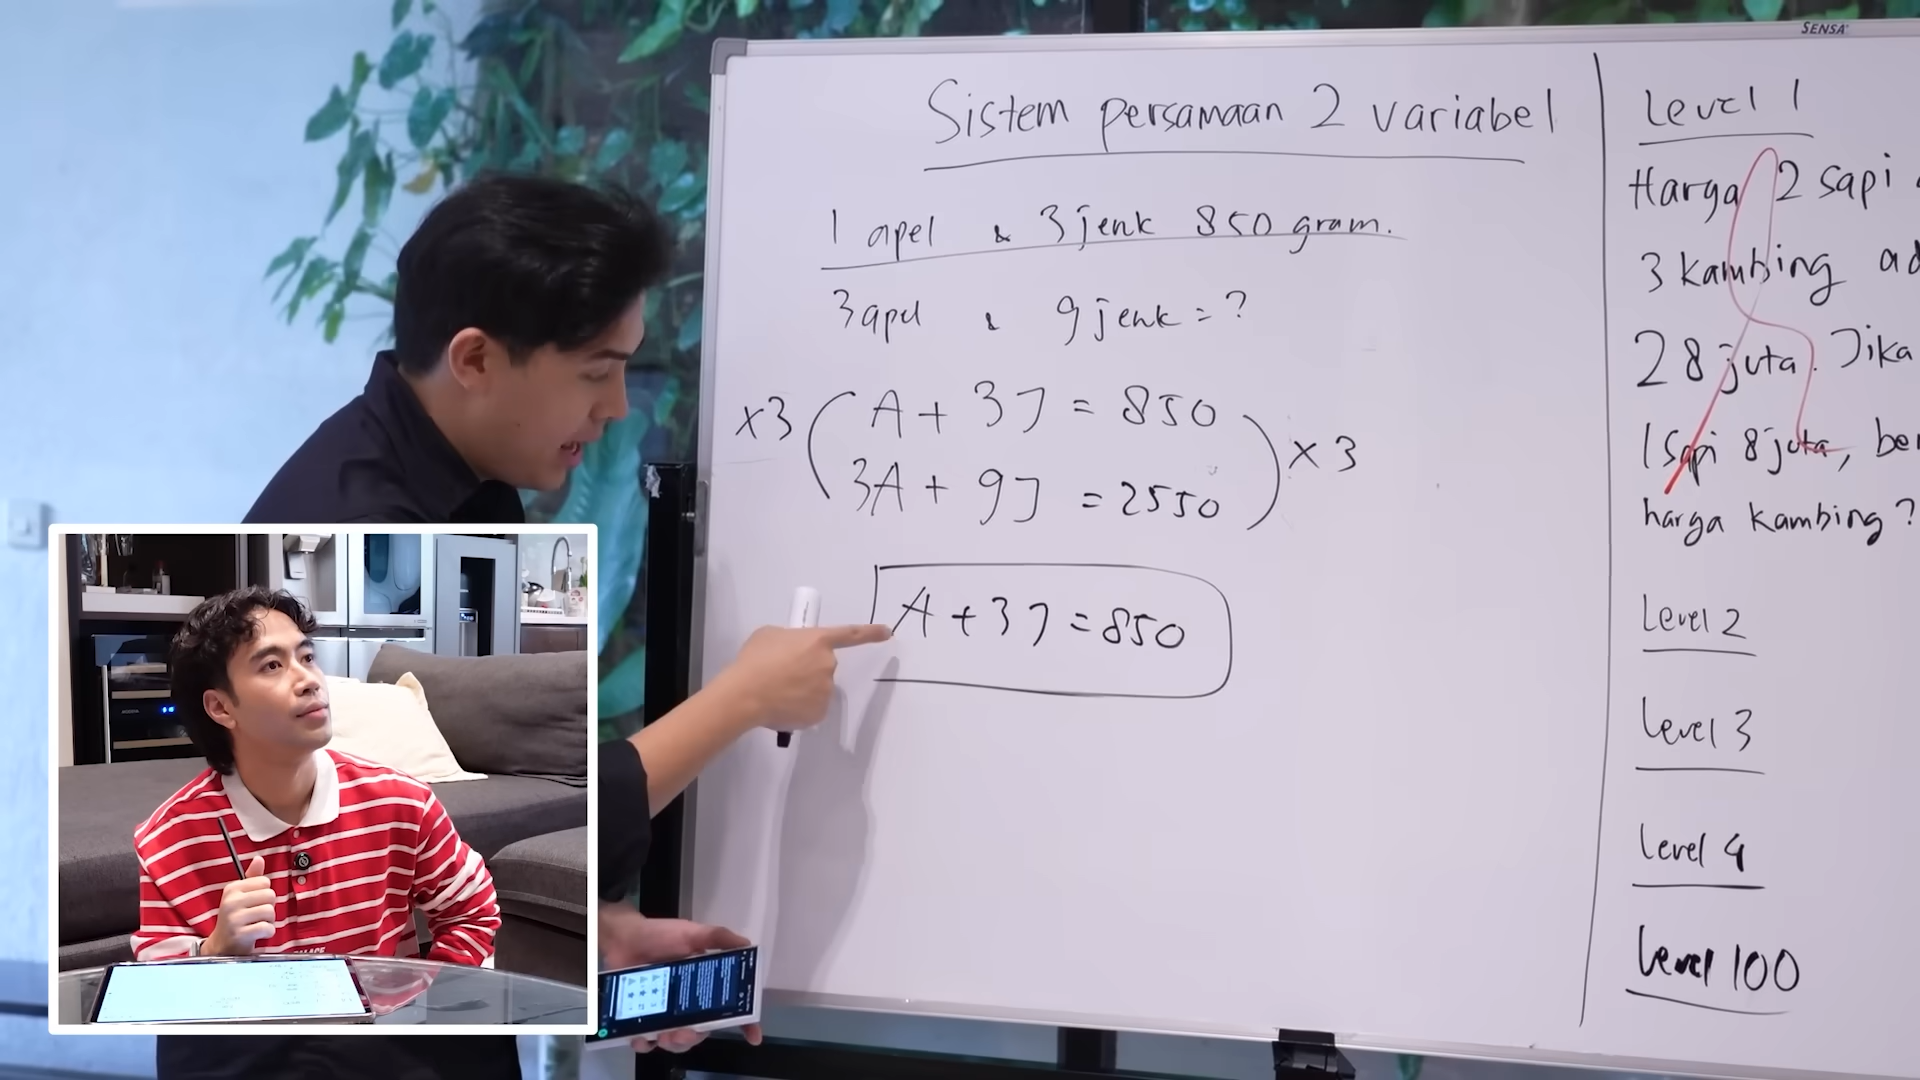 SENSA
Sistem persamaan 2 variabel
1 apel & 3 jenk 850 gram.
3 apel & 9 jenk = ?
x3 ( A + 3J = 850 ) x3
3A + 9J = 2550
A + 3J = 850
Level 1
Harga 2 sapi
3 kambing
28 juta. Jika
1 sapi 8 juta,
harga kambing?
Level 2
Level 3
Level 4
Level 100